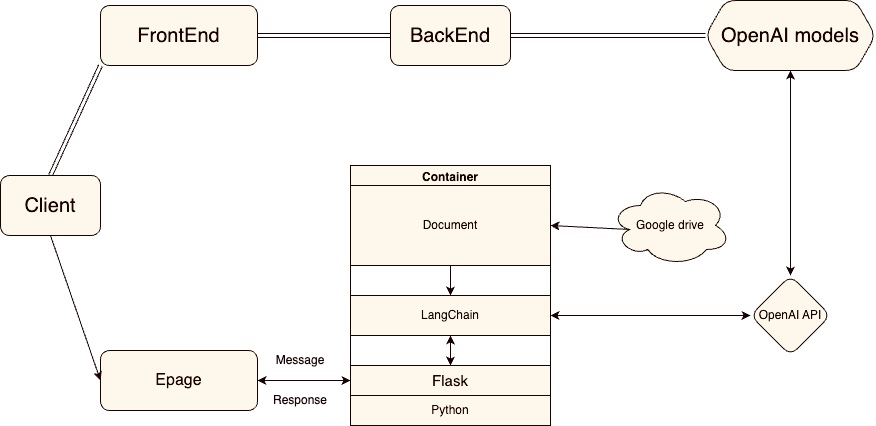 FrontEnd
BackEnd
OpenAI models
Client
Container
Document
Google drive
LangChain
OpenAI API
Message
Epage
Flask
Response
Python